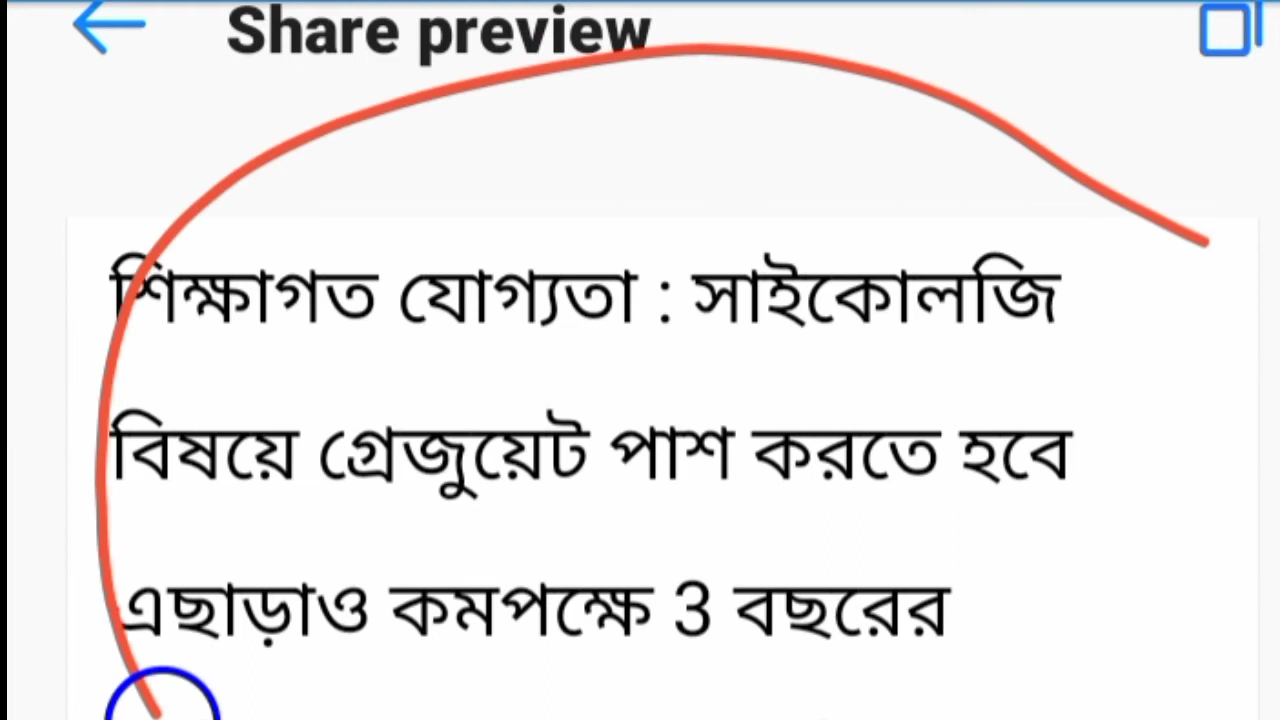 Share preview
শিক্ষাগত যোগ্যতা : সাইকোলজি
বিষয়ে গ্রেজুয়েট পাশ করতে হবে
এছাড়াও কমপক্ষে 3 বছরের